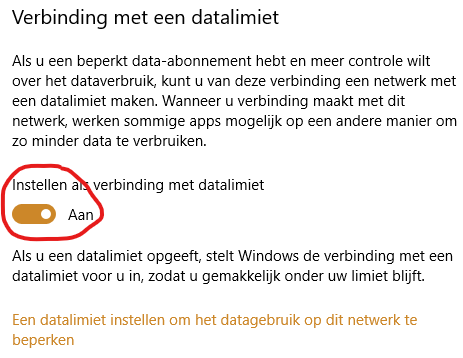 Verbinding met een datalimiet
Als u een beperkt data-abonnement hebt en meer controle wilt
over het dataverbruik, kunt u van deze verbinding een netwerk met
een datalimiet maken. Wanneer u verbinding maakt met dit
netwerk, werken sommige apps mogelijk op een andere manier om
zo minder data te verbruiken.
Instellen als verbinding met datalimiet
Aan
Als u een datalimiet opgeeft, stelt Windows de verbinding met een
datalimiet voor u in, zodat u gemakkelijk onder uw limiet blijft.
Een datalimiet instellen om het datagebruik op dit netwerk te
beperken